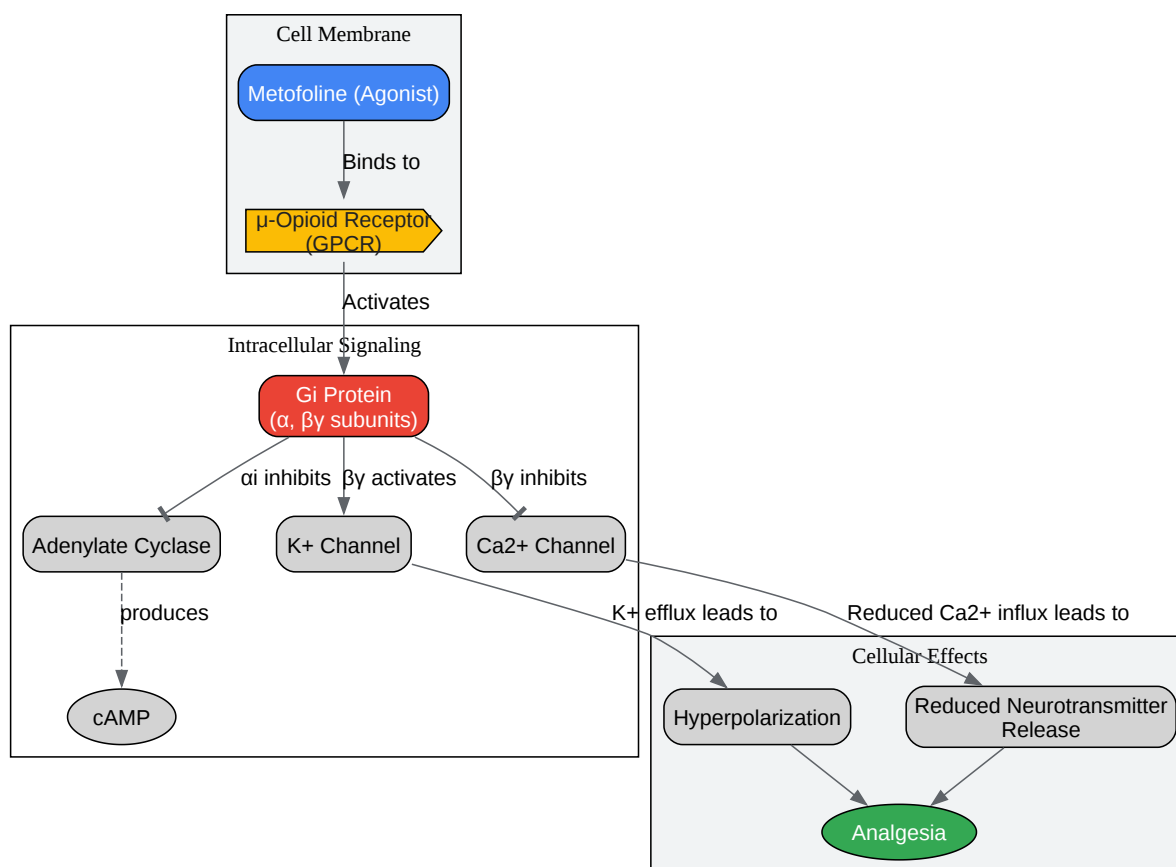 Cell Membrane
Metofoline (Agonist)
Binds to
μ-Opioid Receptor
(GPCR)
Activates
Intracellular Signaling
Gi Protein
(α, βγ subunits)
αi inhibits
βγ activates
βγ inhibits
Adenylate Cyclase
K+ Channel
Ca2+ Channel
produces
K+ efflux leads to
Reduced Ca2+ influx leads to
Cellular Effects
cAMP
Hyperpolarization
Reduced Neurotransmitter
Release
Analgesia